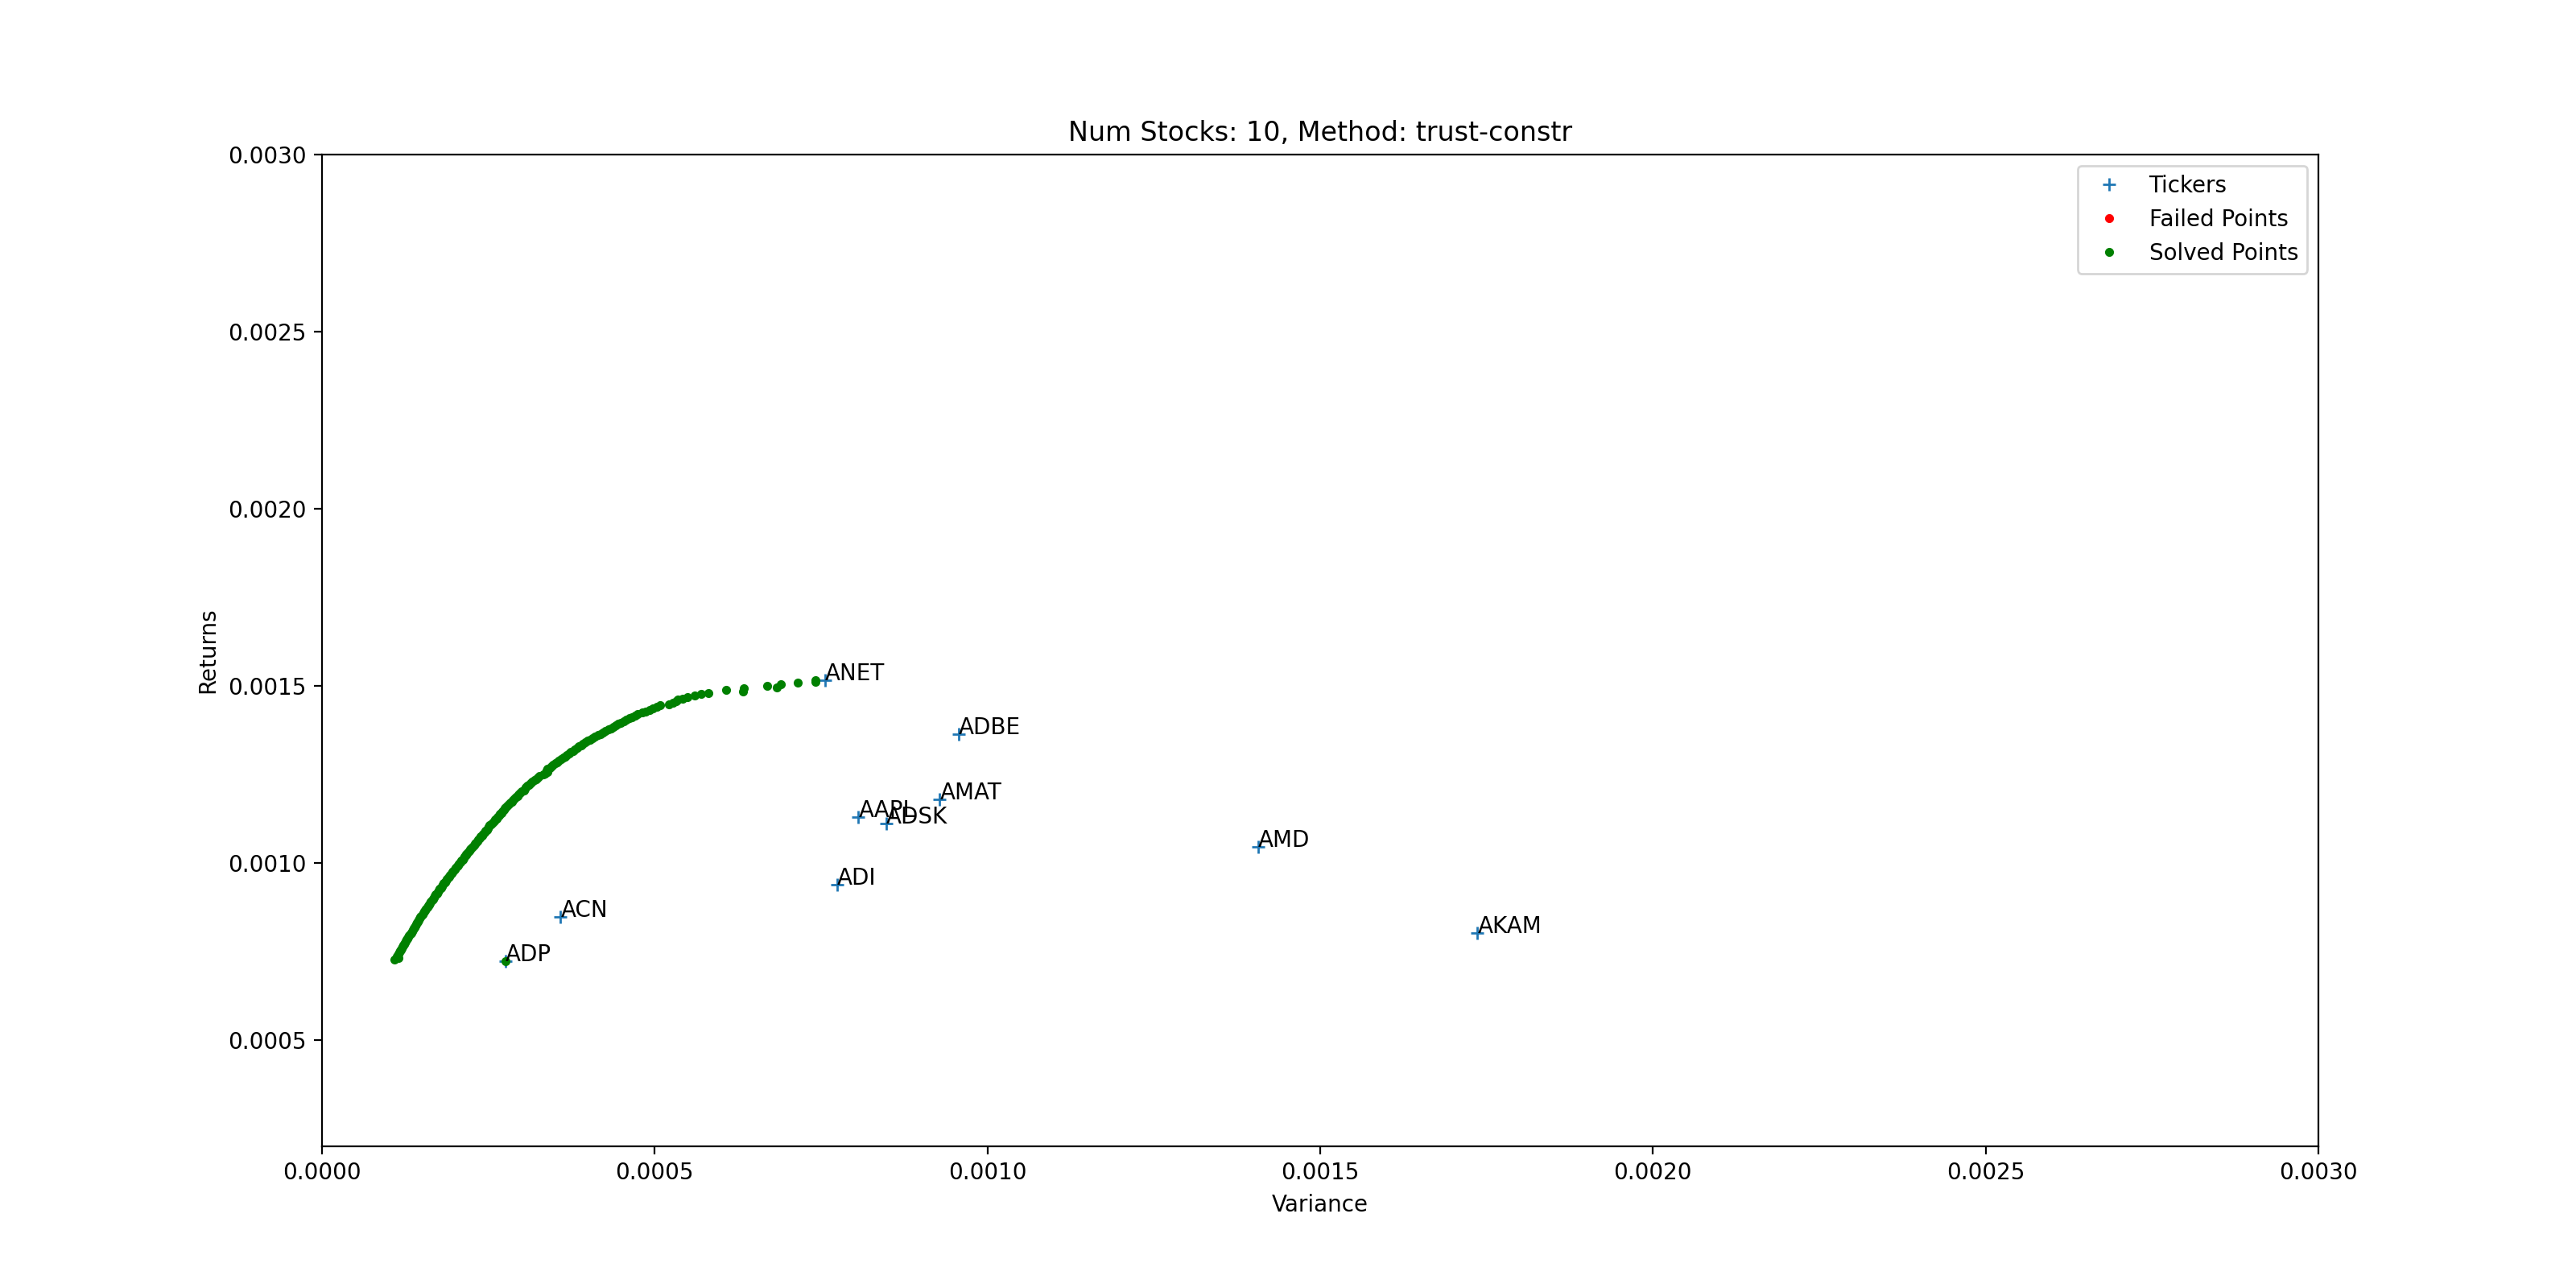 Num Stocks: 10, Method: trust-constr
0.0030
0.0025
0.0020
0.0015
0.0010
0.0005
Returns
Tickers
Failed Points
Solved Points
ANET
ADBE
AMAT
AAPL
ADSK
AMD
ADI
ACN
AKAM
ADP
0.0000 0.0005 0.0010 0.0015 0.0020 0.0025 0.0030
Variance